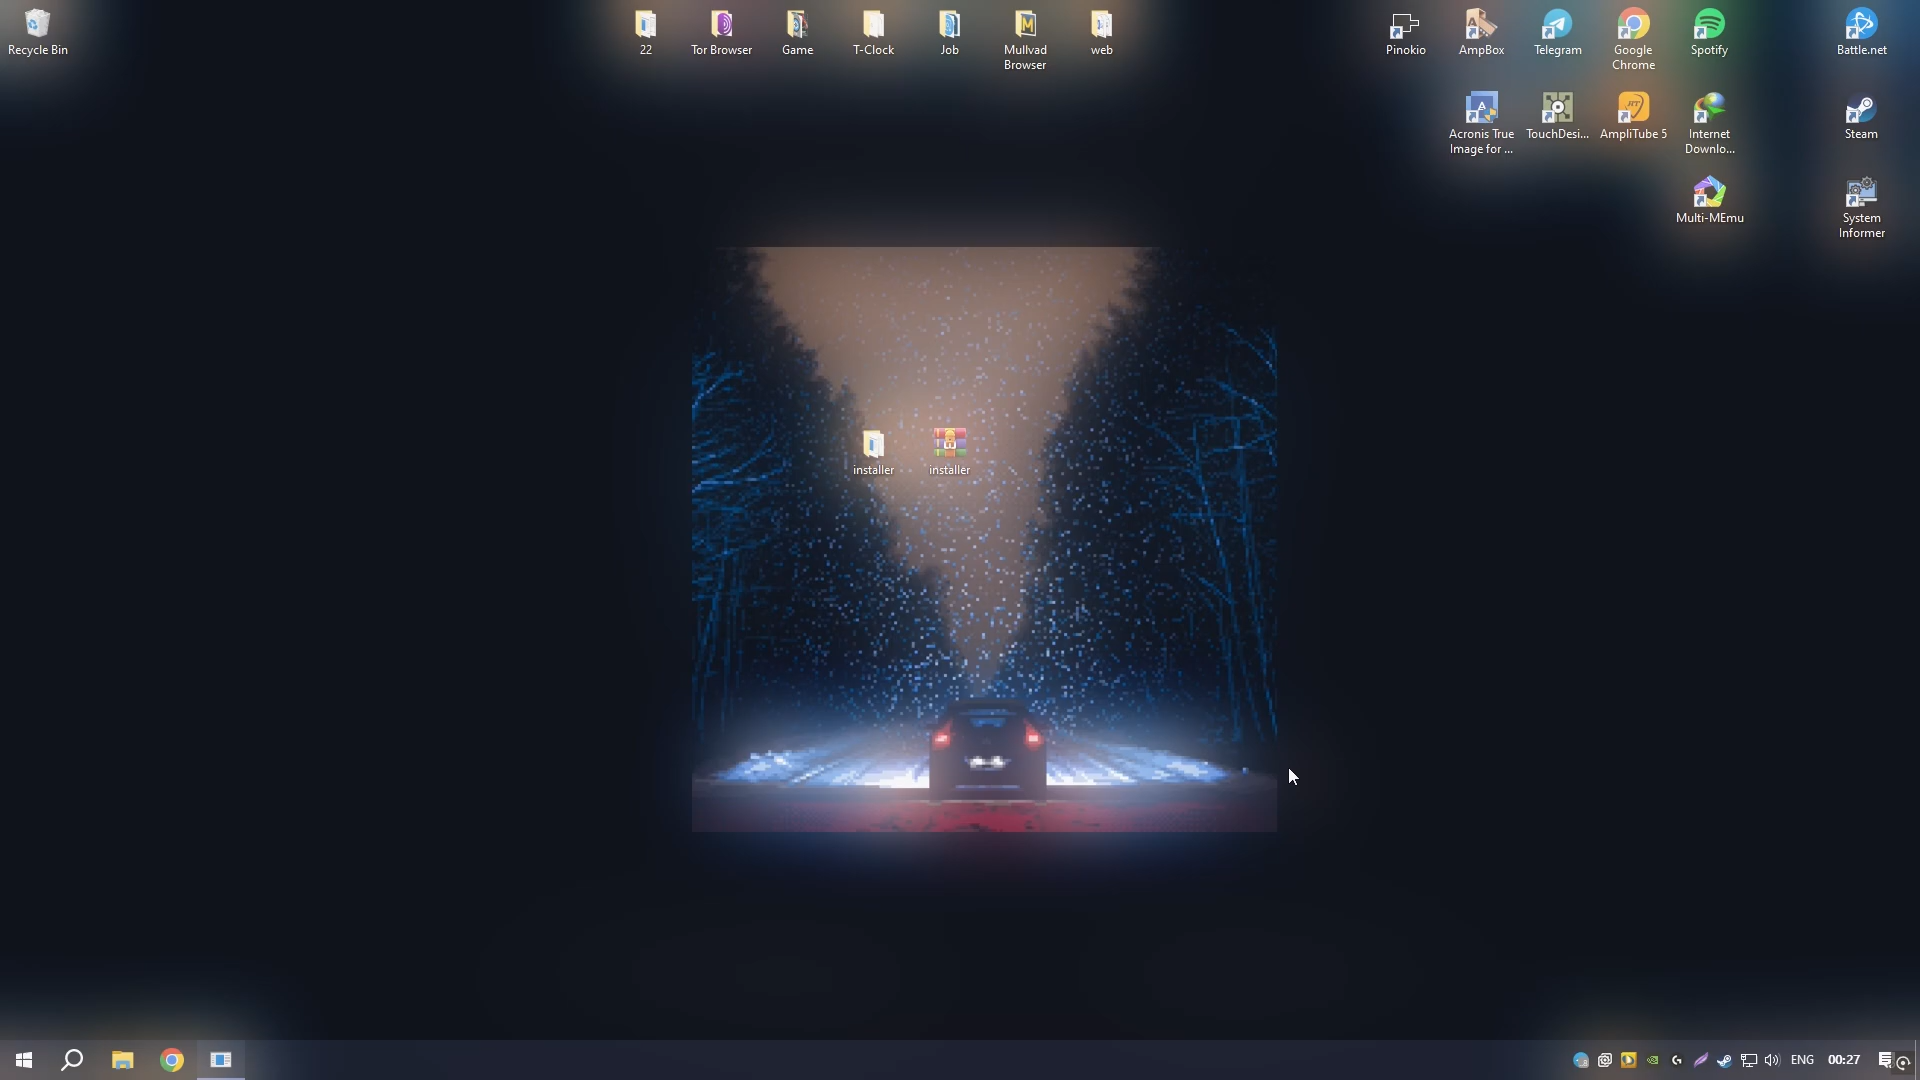 Recycle Bin
22
Tor Browser
Game
T-Clock
Job
Mullvad
Browser
web
Pinokio
AmpBox
Telegram
Google
Chrome
Spotify
Battle.net
Acronis True
Image for ...
TouchDesi...
AmpliTube 5
Internet
Downlo...
Steam
Multi-MEmu
System
Informer
installer
installer
ENG
00:27